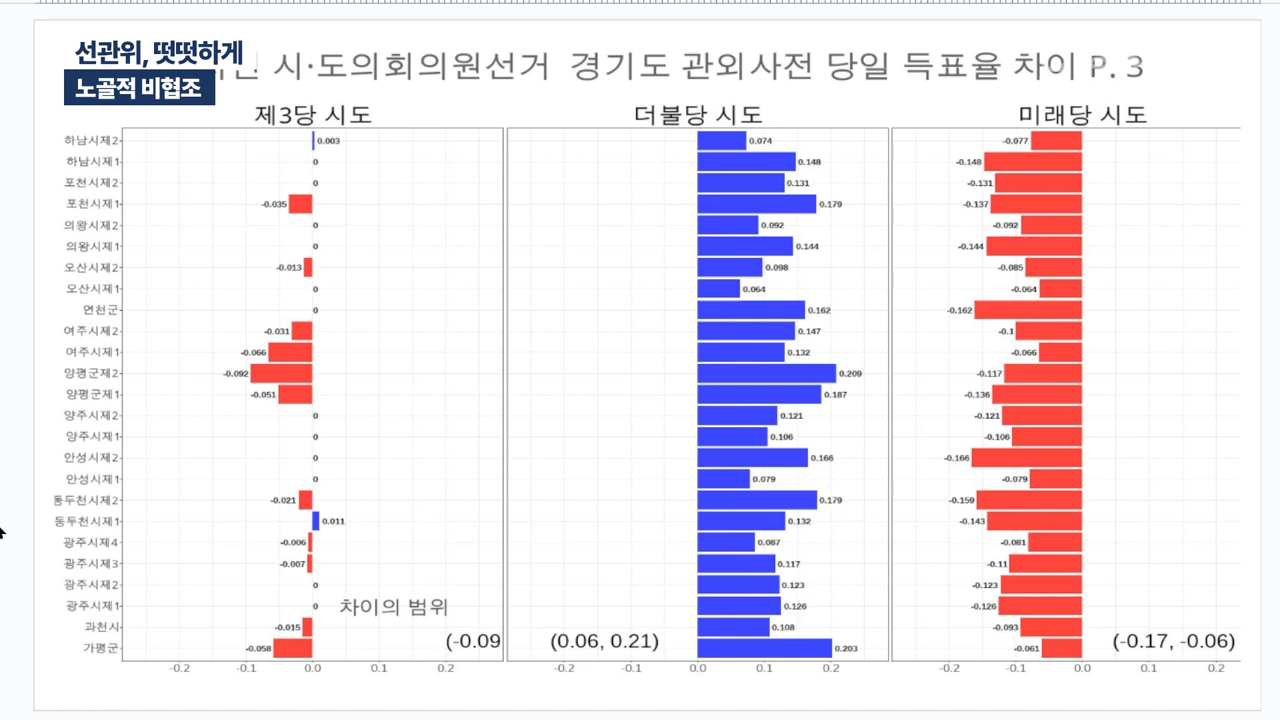 선관위, 떳떳하게
노골적 비협조
시·도의회의원선거 경기도 관외사전 당일 득표율 차이 P. 3
제3당 시도 더불당 시도 미래당 시도
하남시제2 0.003 0.074 -0.077
하남시제1 0 0.148 -0.148
포천시제2 0 0.131 -0.131
포천시제1 -0.035 0.179 -0.137
의왕시제2 0 0.092 -0.092
의왕시제1 0 0.144 -0.144
오산시제2 -0.013 0.098 -0.085
오산시제1 0 0.064 -0.064
연천군 0 0.162 -0.162
여주시제2 -0.031 0.147 -0.1
여주시제1 -0.066 0.132 -0.066
양평군제2 -0.092 0.209 -0.117
양평군제1 -0.051 0.187 -0.136
양주시제2 0 0.121 -0.121
양주시제1 0 0.106 -0.106
안성시제2 0 0.166 -0.166
안성시제1 0 0.079 -0.079
동두천시제2 -0.021 0.179 -0.159
동두천시제1 0.011 0.132 -0.143
광주시제4 -0.006 0.087 -0.081
광주시제3 -0.007 0.117 -0.11
광주시제2 0 0.123 -0.123
광주시제1 0 차이의 범위 0.126 -0.126
과천시 -0.015 0.108 -0.093
가평군 -0.058 (-0.09 (0.06, 0.21) 0.203 -0.061 (-0.17, -0.06)
-0.2 -0.1 0.0 0.1 0.2 -0.2 -0.1 0.0 0.1 0.2 -0.2 -0.1 0.0 0.1 0.2